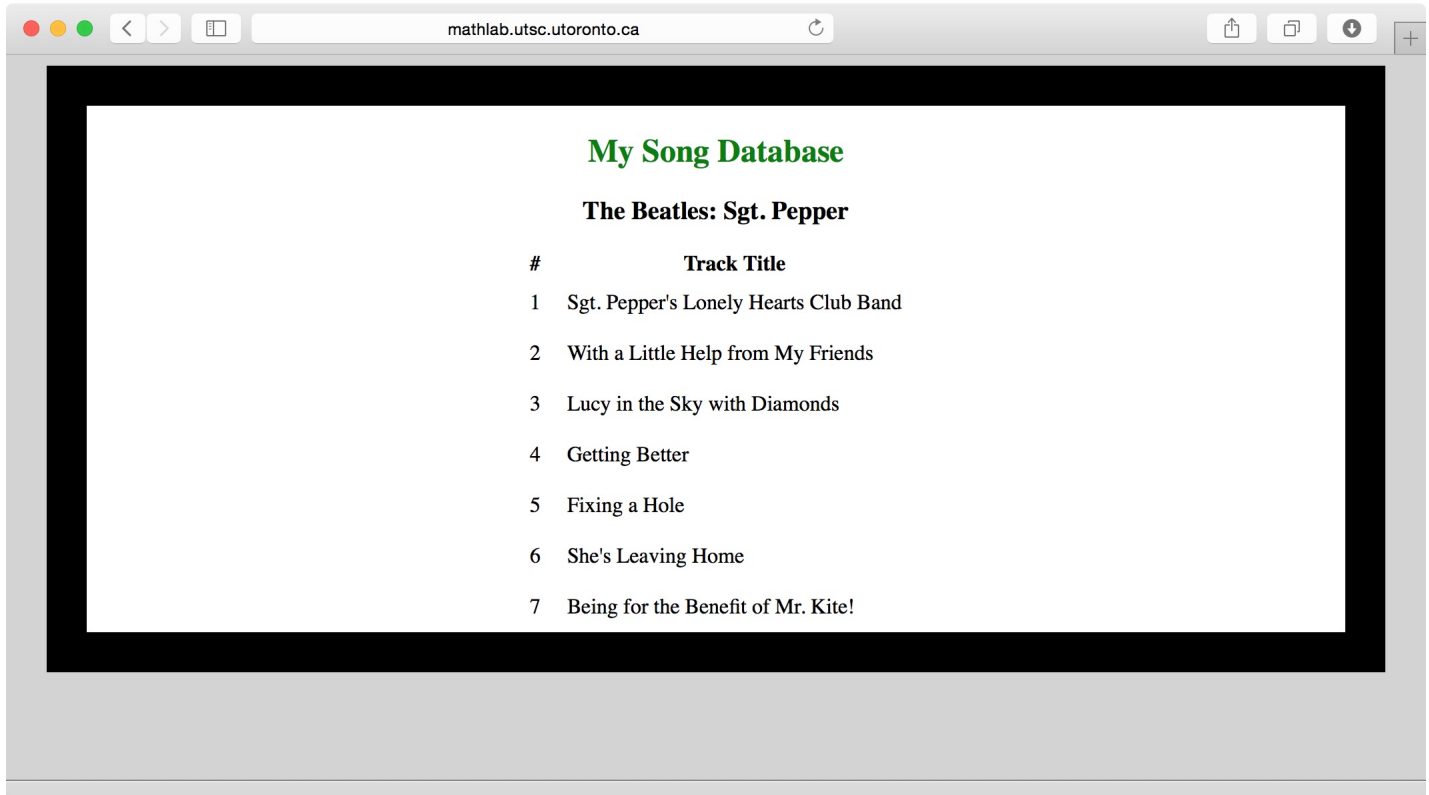 mathlab.utsc.utoronto.ca
My Song Database
The Beatles: Sgt. Pepper
# Track Title
1 Sgt. Pepper's Lonely Hearts Club Band
2 With a Little Help from My Friends
3 Lucy in the Sky with Diamonds
4 Getting Better
5 Fixing a Hole
6 She's Leaving Home
7 Being for the Benefit of Mr. Kite!